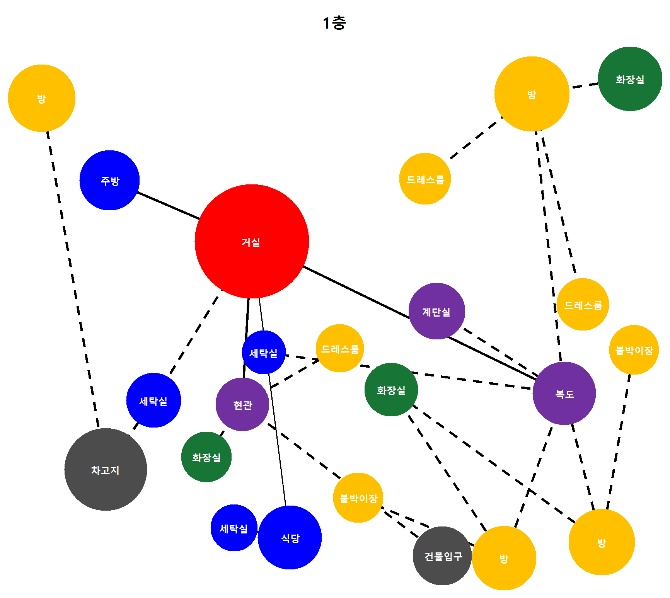 1층
화장실
방
방
주방
드레스룸
거실
드레스룸
계단실
드레스룸
붙박이장
세탁실
화장실
복도
세탁실
현관
화장실
차고지
붙박이장
세탁실
식당
건물입구
방
방